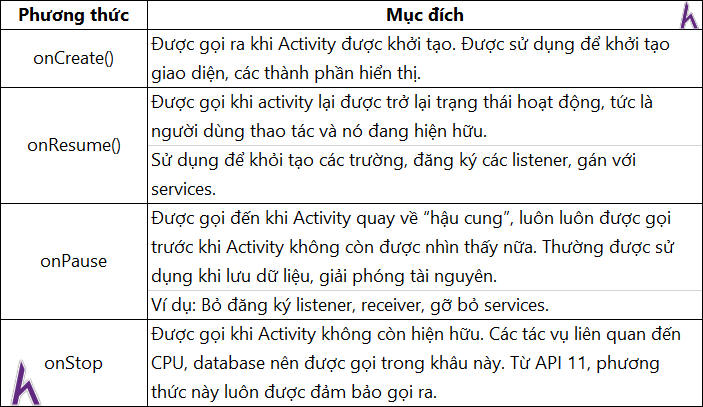 Phương thức
Mục đích
onCreate()
Được gọi ra khi Activity được khởi tạo. Được sử dụng để khởi tạo
giao diện, các thành phần hiển thị.
onResume()
Được gọi khi activity lại được trở lại trạng thái hoạt động, tức là
người dùng thao tác và nó đang hiện hữu.
Sử dụng để khỏi tạo các trường, đăng ký các listener, gán với
services.
onPause
Được gọi đến khi Activity quay về “hậu cung”, luôn luôn được gọi
trước khi Activity không còn được nhìn thấy nữa. Thường được sử
dụng khi lưu dữ liệu, giải phóng tài nguyên.
Ví dụ: Bỏ đăng ký listener, receiver, gỡ bỏ services.
onStop
Được gọi khi Activity không còn hiện hữu. Các tác vụ liên quan đến
CPU, database nên được gọi trong khâu này. Từ API 11, phương
thức này luôn được đảm bảo gọi ra.